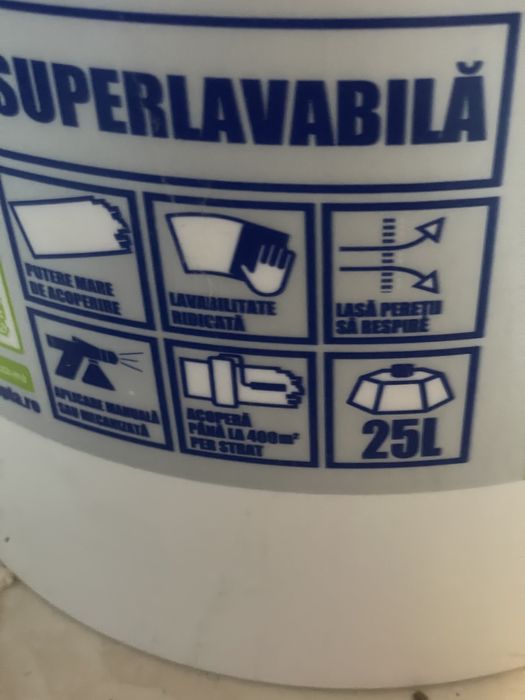 SUPERLAVABILĂ
PUTERE MARE
DE ACOPERIRE
LAVABILITATE
RIDICATĂ
LASĂ PEREȚII
SĂ RESPIRE
APLICARE MANUALĂ
SAU MECANIZATĂ
ACOPERĂ
PÂNĂ LA 400m²
PER STRAT
25L